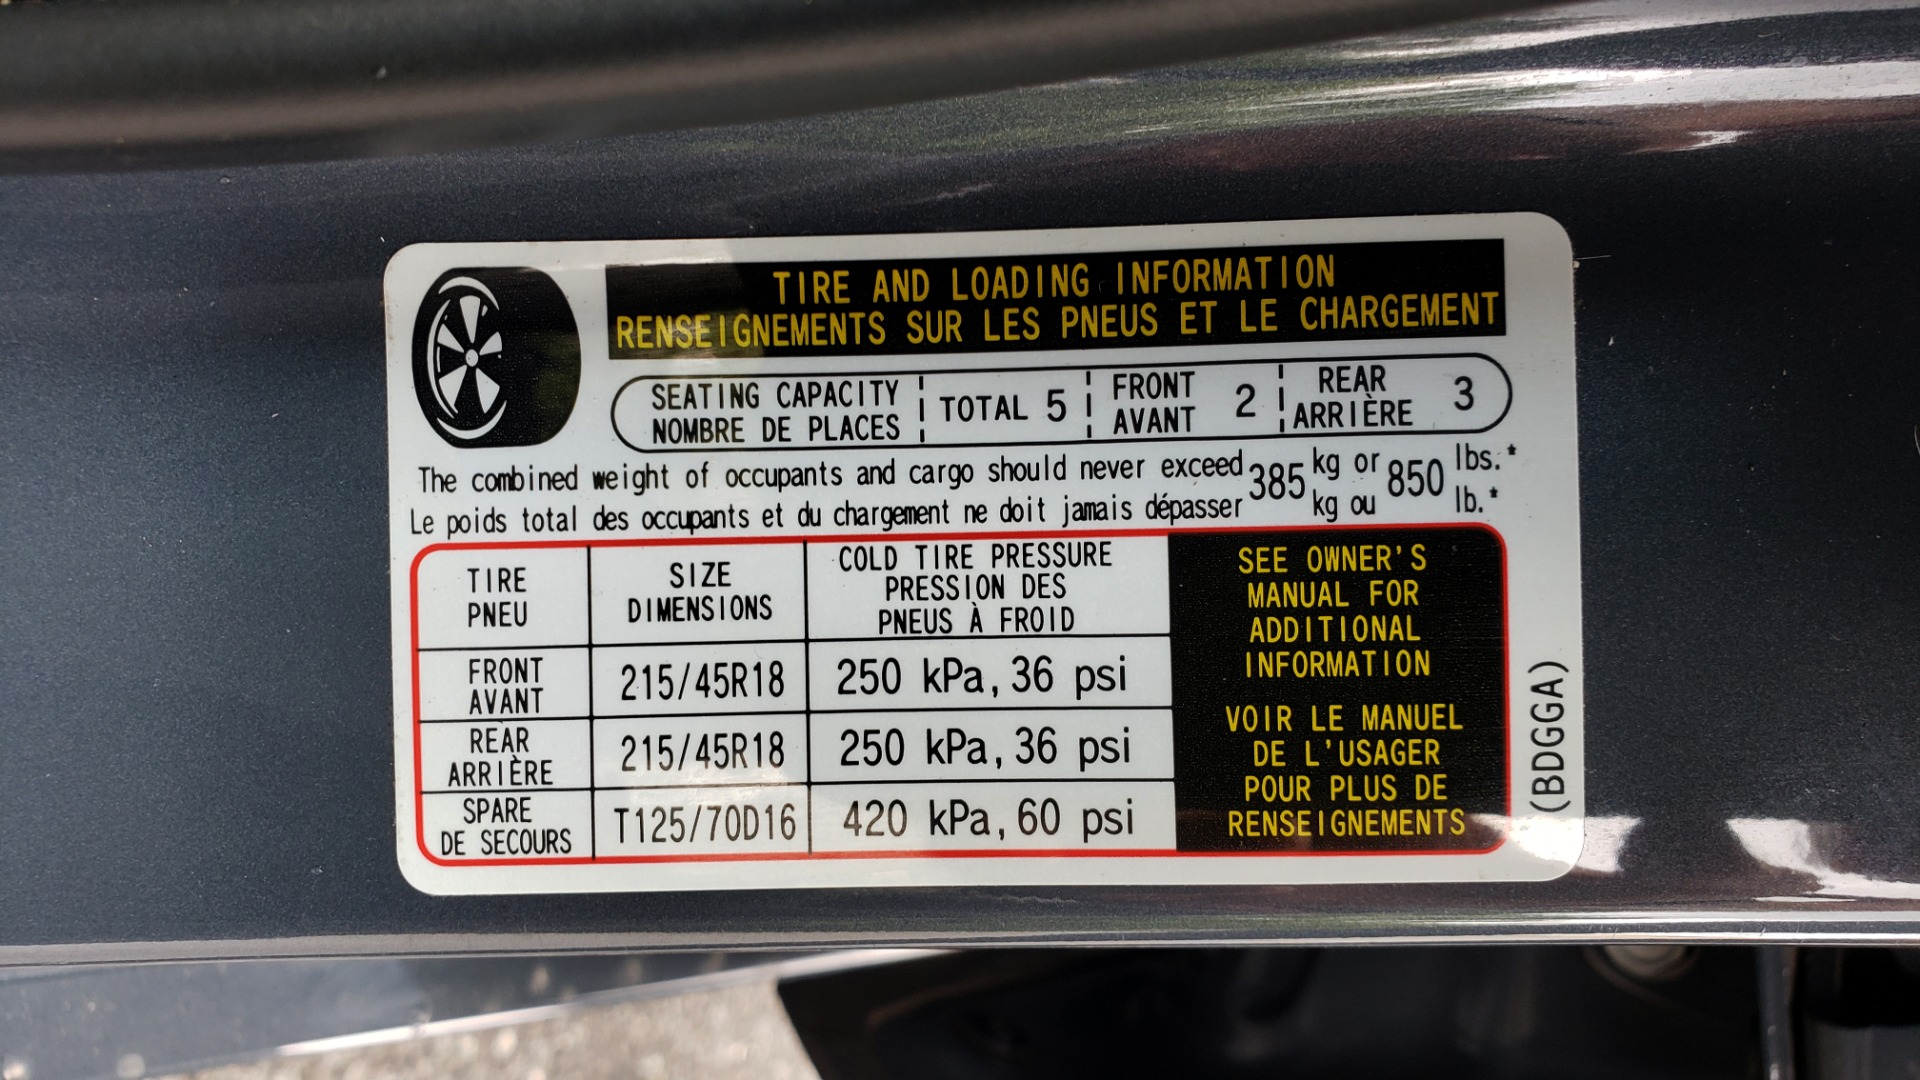 TIRE AND LOADING INFORMATION
RENSEIGNEMENTS SUR LES PNEUS ET LE CHARGEMENT
SEATING CAPACITY
NOMBRE DE PLACES
TOTAL 5
FRONT
AVANT
2
REAR
ARRIÈRE
3
The combined weight of occupants and cargo should never exceed 385 kg or 850 lbs.*
Le poids total des occupants et du chargement ne doit jamais dépasser kg ou lb.*
TIRE
PNEU
SIZE
DIMENSIONS
COLD TIRE PRESSURE
PRESSION DES
PNEUS À FROID
FRONT
AVANT
215/45R18
250 kPa, 36 psi
REAR
ARRIÈRE
215/45R18
250 kPa, 36 psi
SPARE
DE SECOURS
T125/70D16
420 kPa, 60 psi
SEE OWNER'S
MANUAL FOR
ADDITIONAL
INFORMATION
VOIR LE MANUEL
DE L'USAGER
POUR PLUS DE
RENSEIGNEMENTS
(BDGGA)